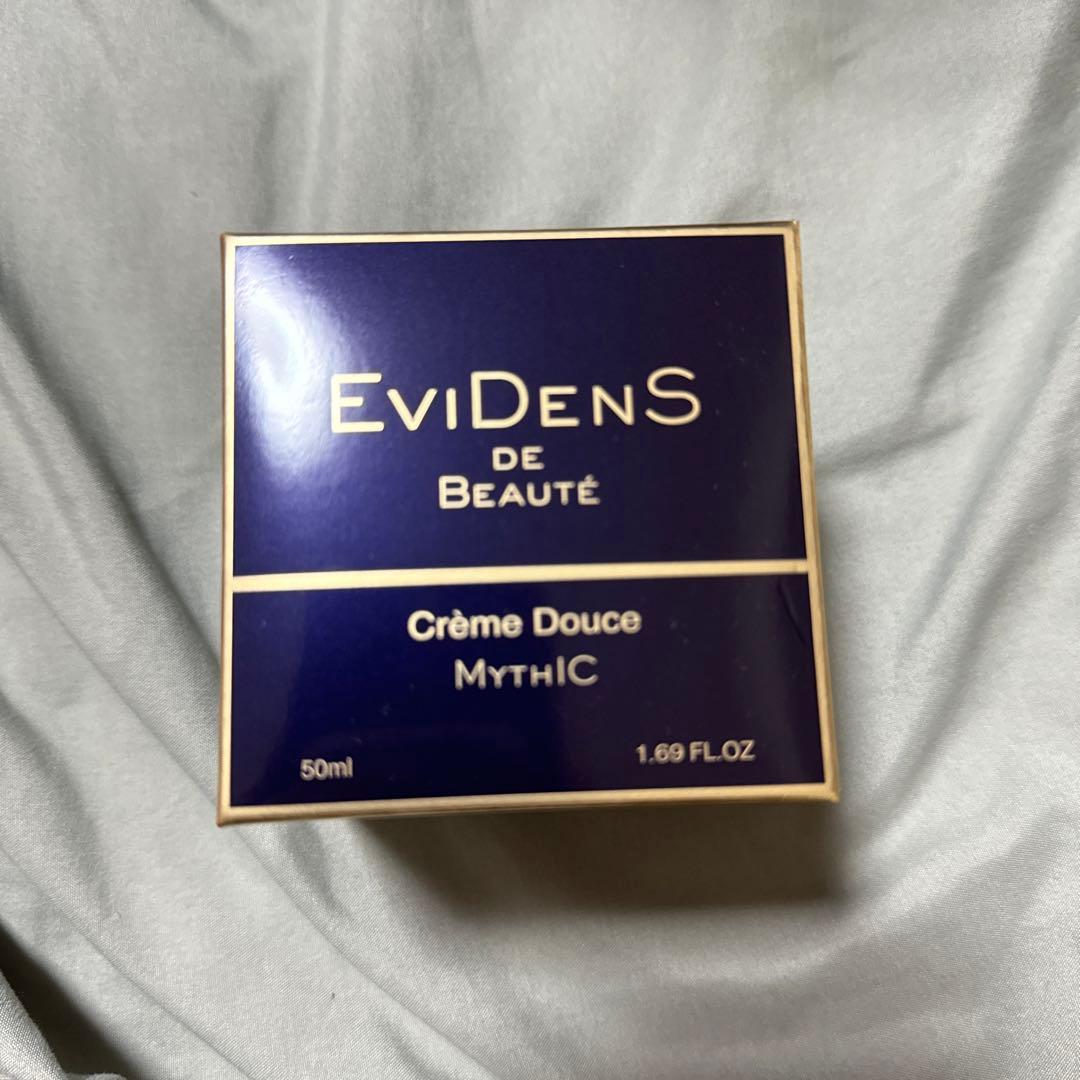 EVIDENS
DE
BEAUTÉ
Crème Douce
MYTHIC
50ml
1.69 FL.OZ